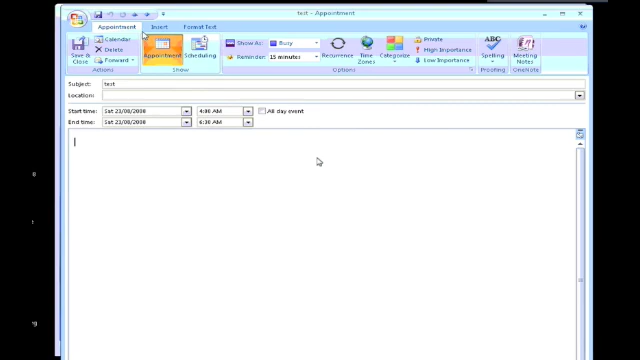 test - Appointment
Appointment Insert Format Text
Save & Close
Calendar
Delete
Forward
Actions
Appointment
Scheduling
Show
Show As: Busy
Reminder: 15 minutes
Recurrence
Time Zones
Categorize
Private
High Importance
Low Importance
Options
ABC
Spelling
Proofing
Meeting Notes
OneNote
Subject: test
Location:
Start time: Sat 23/08/2008 4:00 AM All day event
End time: Sat 23/08/2008 6:30 AM